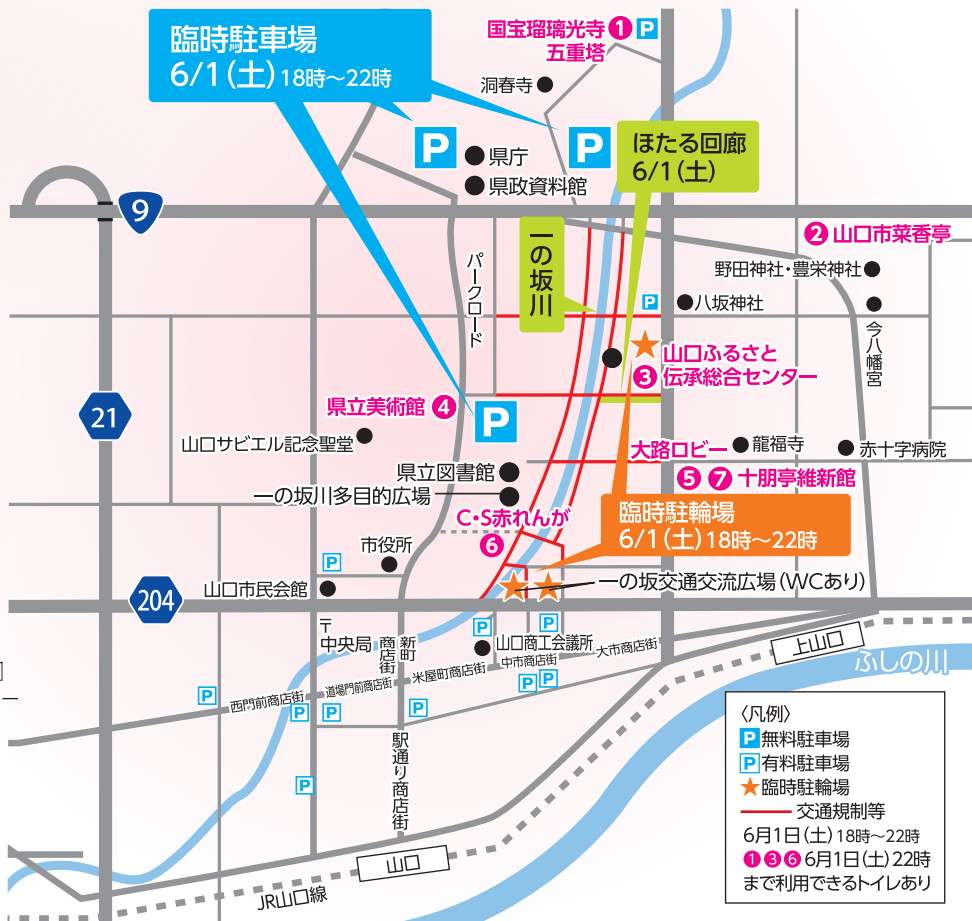 臨時駐車場
6/1(土)18時～22時
国宝瑠璃光寺 1 P
五重塔
洞春寺
P
P
県庁
県政資料館
ほたる回廊
6/1(土)
9
一の坂川
パークロード
2 山口市菜香亭
野田神社・豊栄神社
P
八坂神社
今八幡宮
山口ふるさと
3 伝承総合センター
21
県立美術館 4
P
山口サビエル記念聖堂
大路ロビー
龍福寺
赤十字病院
県立図書館
5 7 十朋亭維新館
一の坂川多目的広場
C・S赤れんが
6
臨時駐輪場
6/1(土)18時～22時
市役所
P
山口市民会館
一の坂交通交流広場(WCあり)
204
〒
中央局
新町
商店街
P
P
山口商工会議所
大市商店街
中市商店街
米屋町商店街
道場門前商店街
西門前商店街
P
P
P
P
P
P
P
駅通り商店街
上山口
ふしの川
山口
JR山口線
〈凡例〉
P 無料駐車場
P 有料駐車場
臨時駐輪場
交通規制等
6月1日(土)18時～22時
1 3 6 6月1日(土)22時
まで利用できるトイレあり